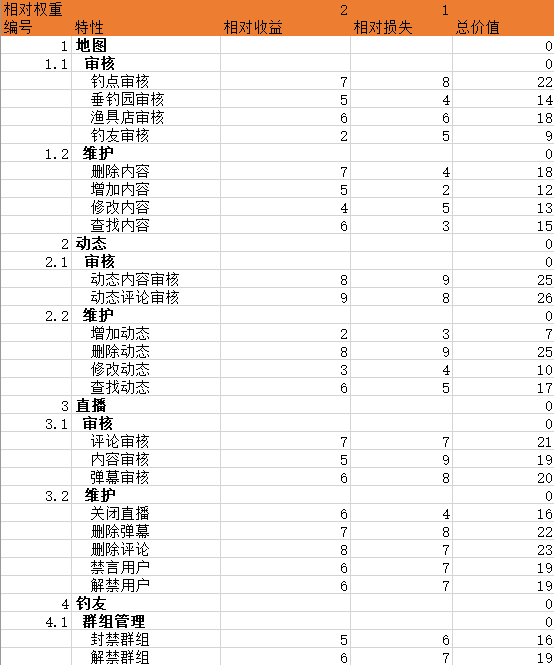 相对权重 2 1
编号 特性 相对收益 相对损失 总价值
1 地图 0
1.1 审核 0
钓点审核 7 8 22
垂钓园审核 5 4 14
渔具店审核 6 6 18
钓友审核 2 5 9
1.2 维护 0
删除内容 7 4 18
增加内容 5 2 12
修改内容 4 5 13
查找内容 6 3 15
2 动态 0
2.1 审核 0
动态内容审核 8 9 25
动态评论审核 9 8 26
2.2 维护 0
增加动态 2 3 7
删除动态 8 9 25
修改动态 3 4 10
查找动态 6 5 17
3 直播 0
3.1 审核 0
评论审核 7 7 21
内容审核 5 9 19
弹幕审核 6 8 20
3.2 维护 0
关闭直播 6 4 16
删除弹幕 7 8 22
删除评论 8 7 23
禁言用户 6 7 19
解禁用户 6 7 19
4 钓友 0
4.1 群组管理 0
封禁群组 5 6 16
解禁群组 6 7 19